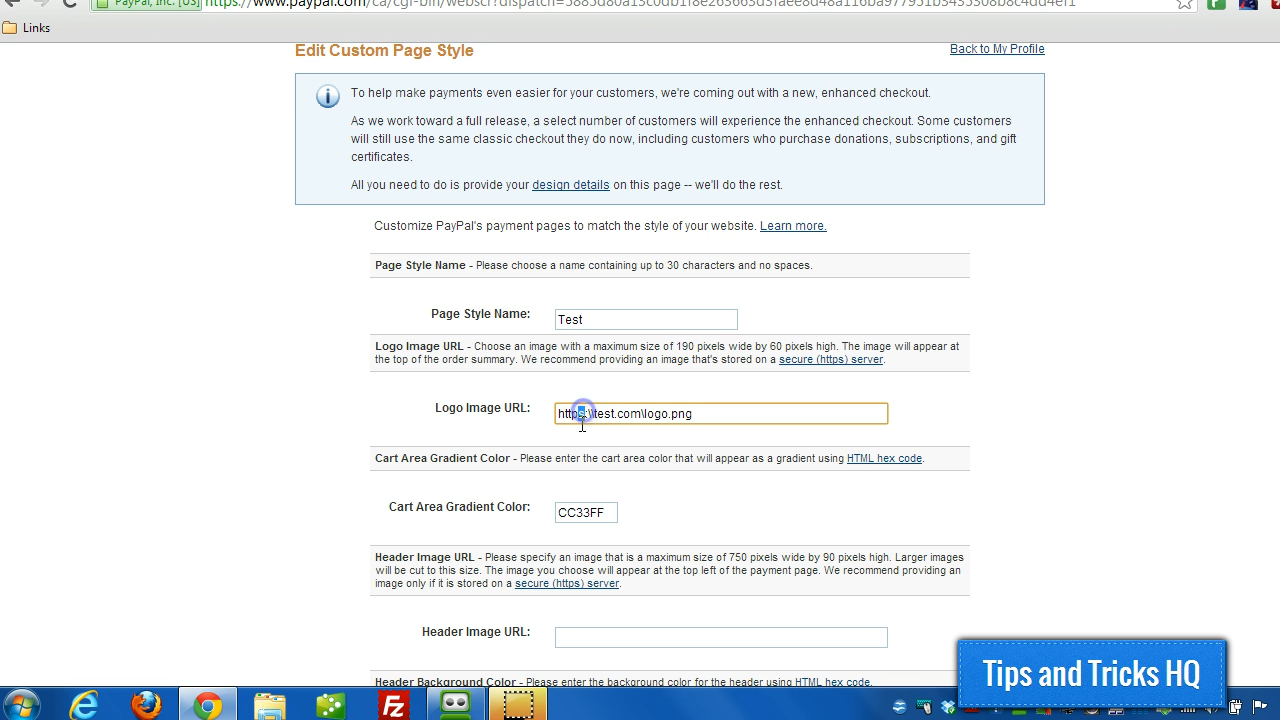 PayPal, Inc. [US]
https://www.paypal.com/ca/cgi-bin/webscr?dispatch=
Links
Edit Custom Page Style
Back to My Profile
To help make payments even easier for your customers, we're coming out with a new, enhanced checkout.
As we work toward a full release, a select number of customers will experience the enhanced checkout. Some customers
will still use the same classic checkout they do now, including customers who purchase donations, subscriptions, and gift
certificates.
All you need to do is provide your design details on this page -- we'll do the rest.
Customize PayPal's payment pages to match the style of your website. Learn more.
Page Style Name - Please choose a name containing up to 30 characters and no spaces.
Page Style Name: Test
Logo Image URL - Choose an image with a maximum size of 190 pixels wide by 60 pixels high. The image will appear at
the top of the order summary. We recommend providing an image that's stored on a secure (https) server.
Logo Image URL: https:\\test.com\logo.png
Cart Area Gradient Color - Please enter the cart area color that will appear as a gradient using HTML hex code.
Cart Area Gradient Color: CC33FF
Header Image URL - Please specify an image that is a maximum size of 750 pixels wide by 90 pixels high. Larger images
will be cut to this size. The image you choose will appear at the top left of the payment page. We recommend providing an
image only if it is stored on a secure (https) server.
Header Image URL:
Header Background Color - Please enter the background color for the header using HTML hex code.
Tips and Tricks HQ